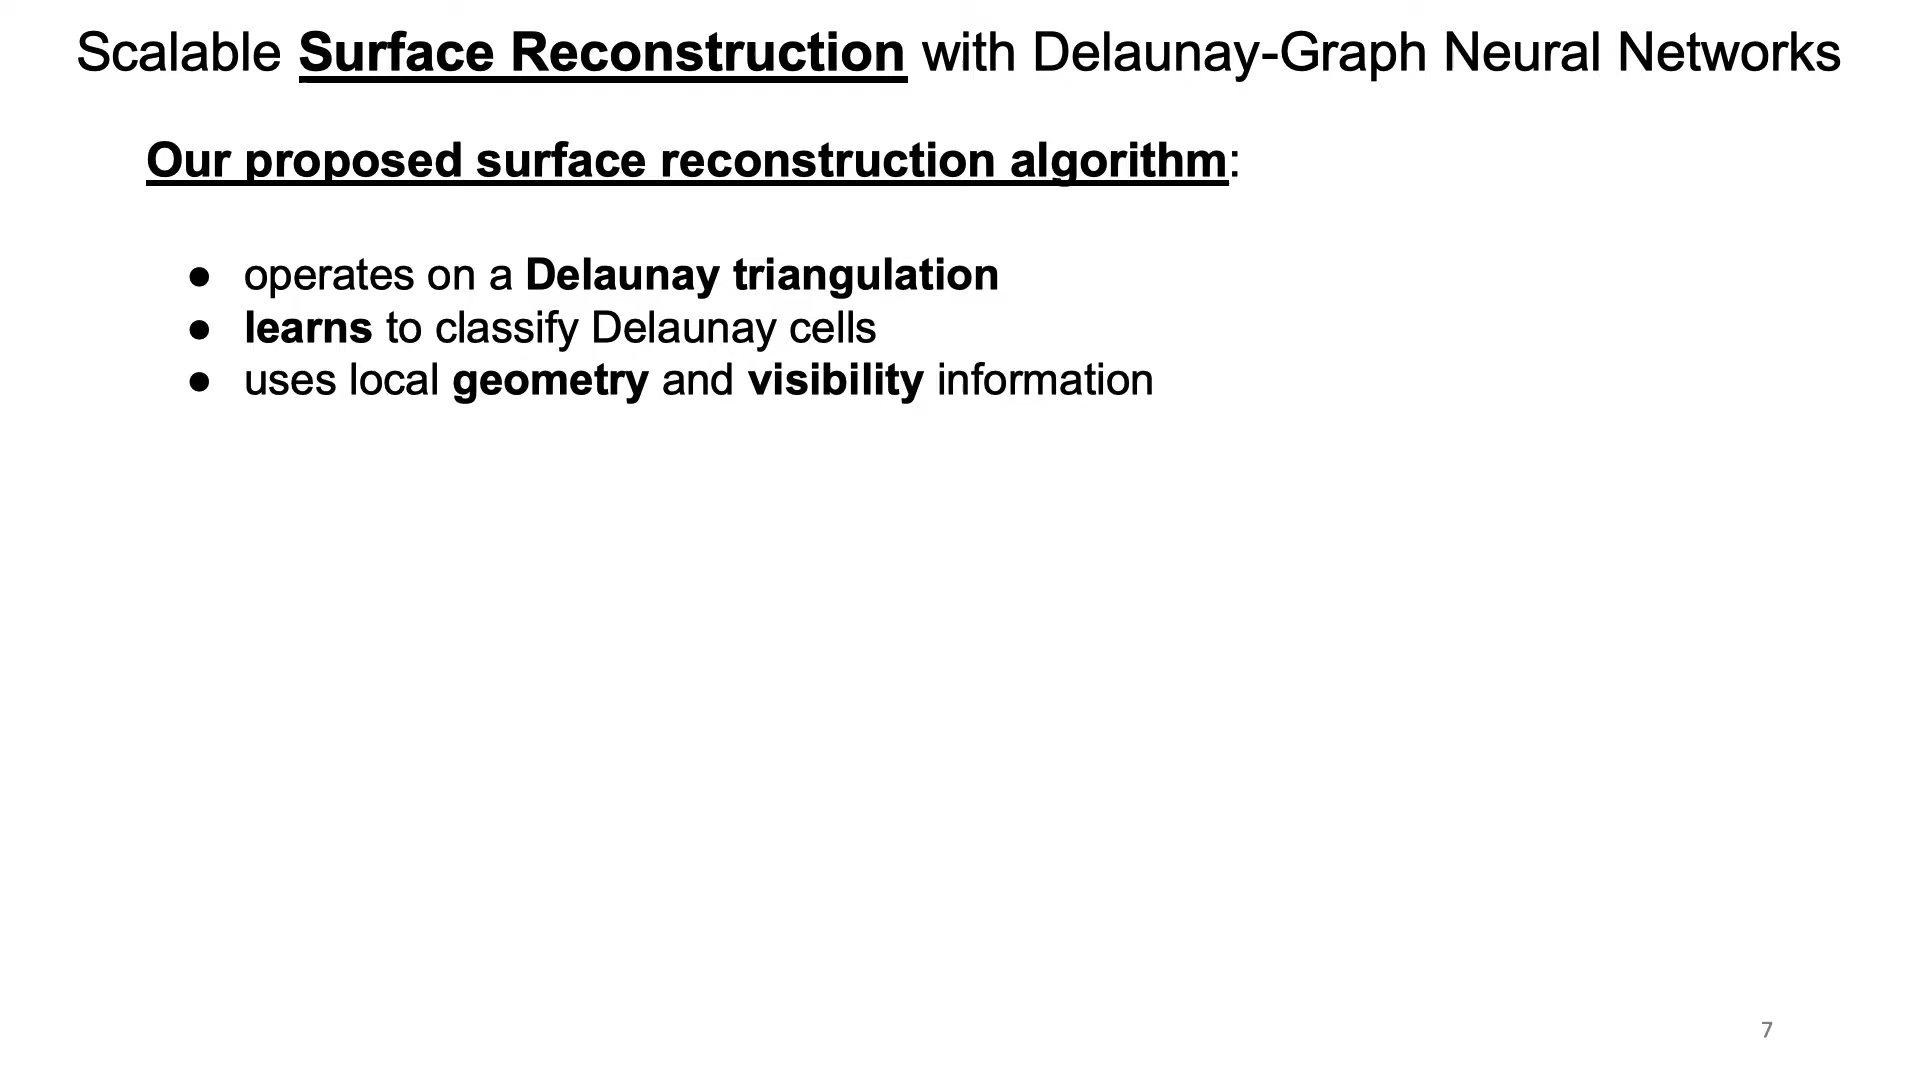 Scalable Surface Reconstruction with Delaunay-Graph Neural Networks
Our proposed surface reconstruction algorithm:
● operates on a Delaunay triangulation
● learns to classify Delaunay cells
● uses local geometry and visibility information
7